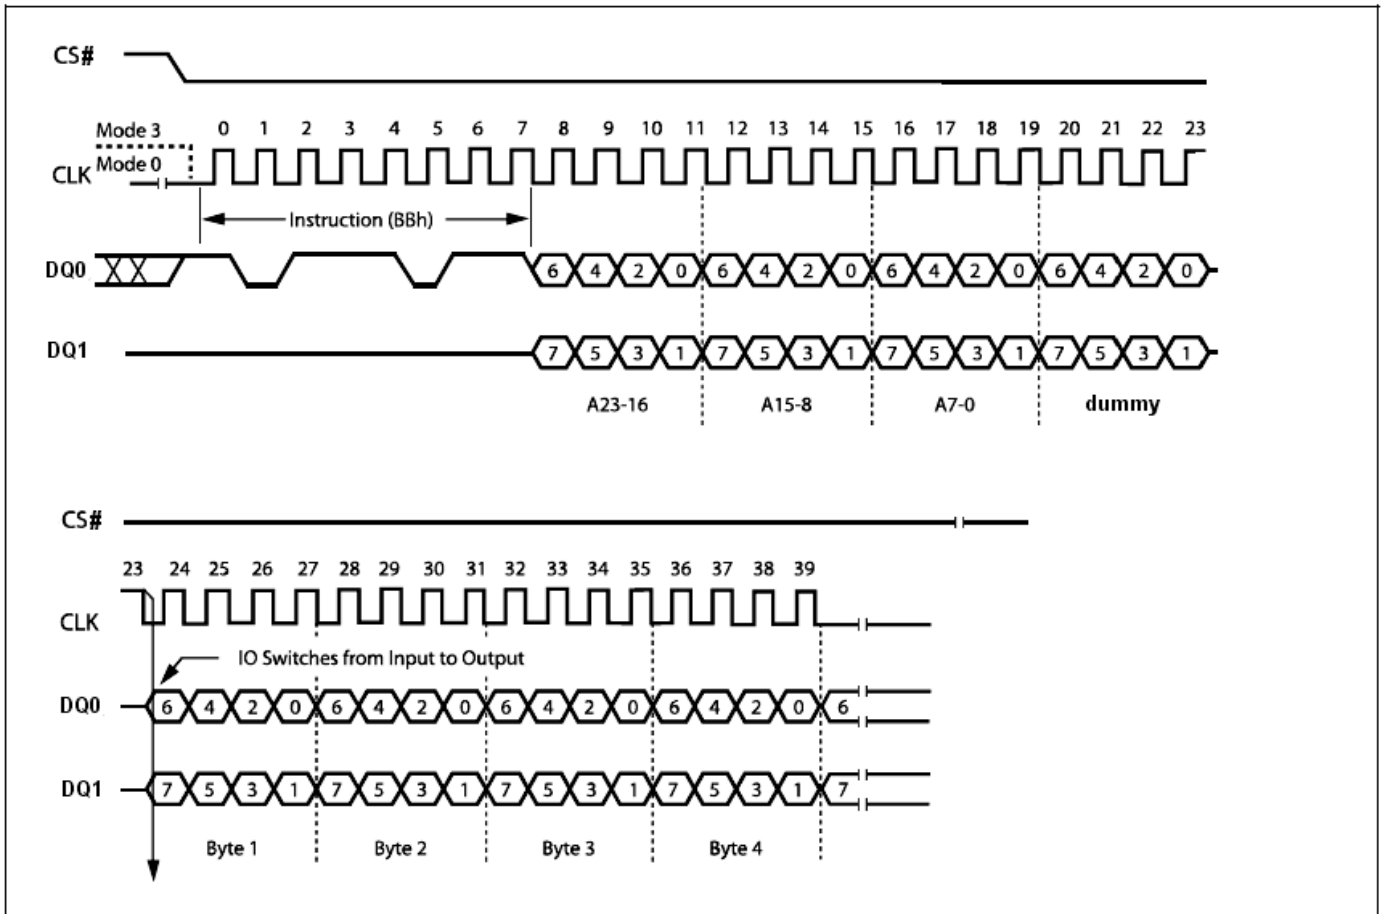 CS#
Mode 3
0 1 2 3 4 5 6 7 8 9 10 11 12 13 14 15 16 17 18 19 20 21 22 23
Mode 0
CLK
Instruction (BBh)
DQ0 6 4 2 0 6 4 2 0 6 4 2 0 6 4 2 0
DQ1 7 5 3 1 7 5 3 1 7 5 3 1 7 5 3 1
A23-16 A15-8 A7-0 dummy
CS#
23 24 25 26 27 28 29 30 31 32 33 34 35 36 37 38 39
CLK
IO Switches from Input to Output
DQ0 6 4 2 0 6 4 2 0 6 4 2 0 6 4 2 0 6
DQ1 7 5 3 1 7 5 3 1 7 5 3 1 7 5 3 1 7
Byte 1 Byte 2 Byte 3 Byte 4